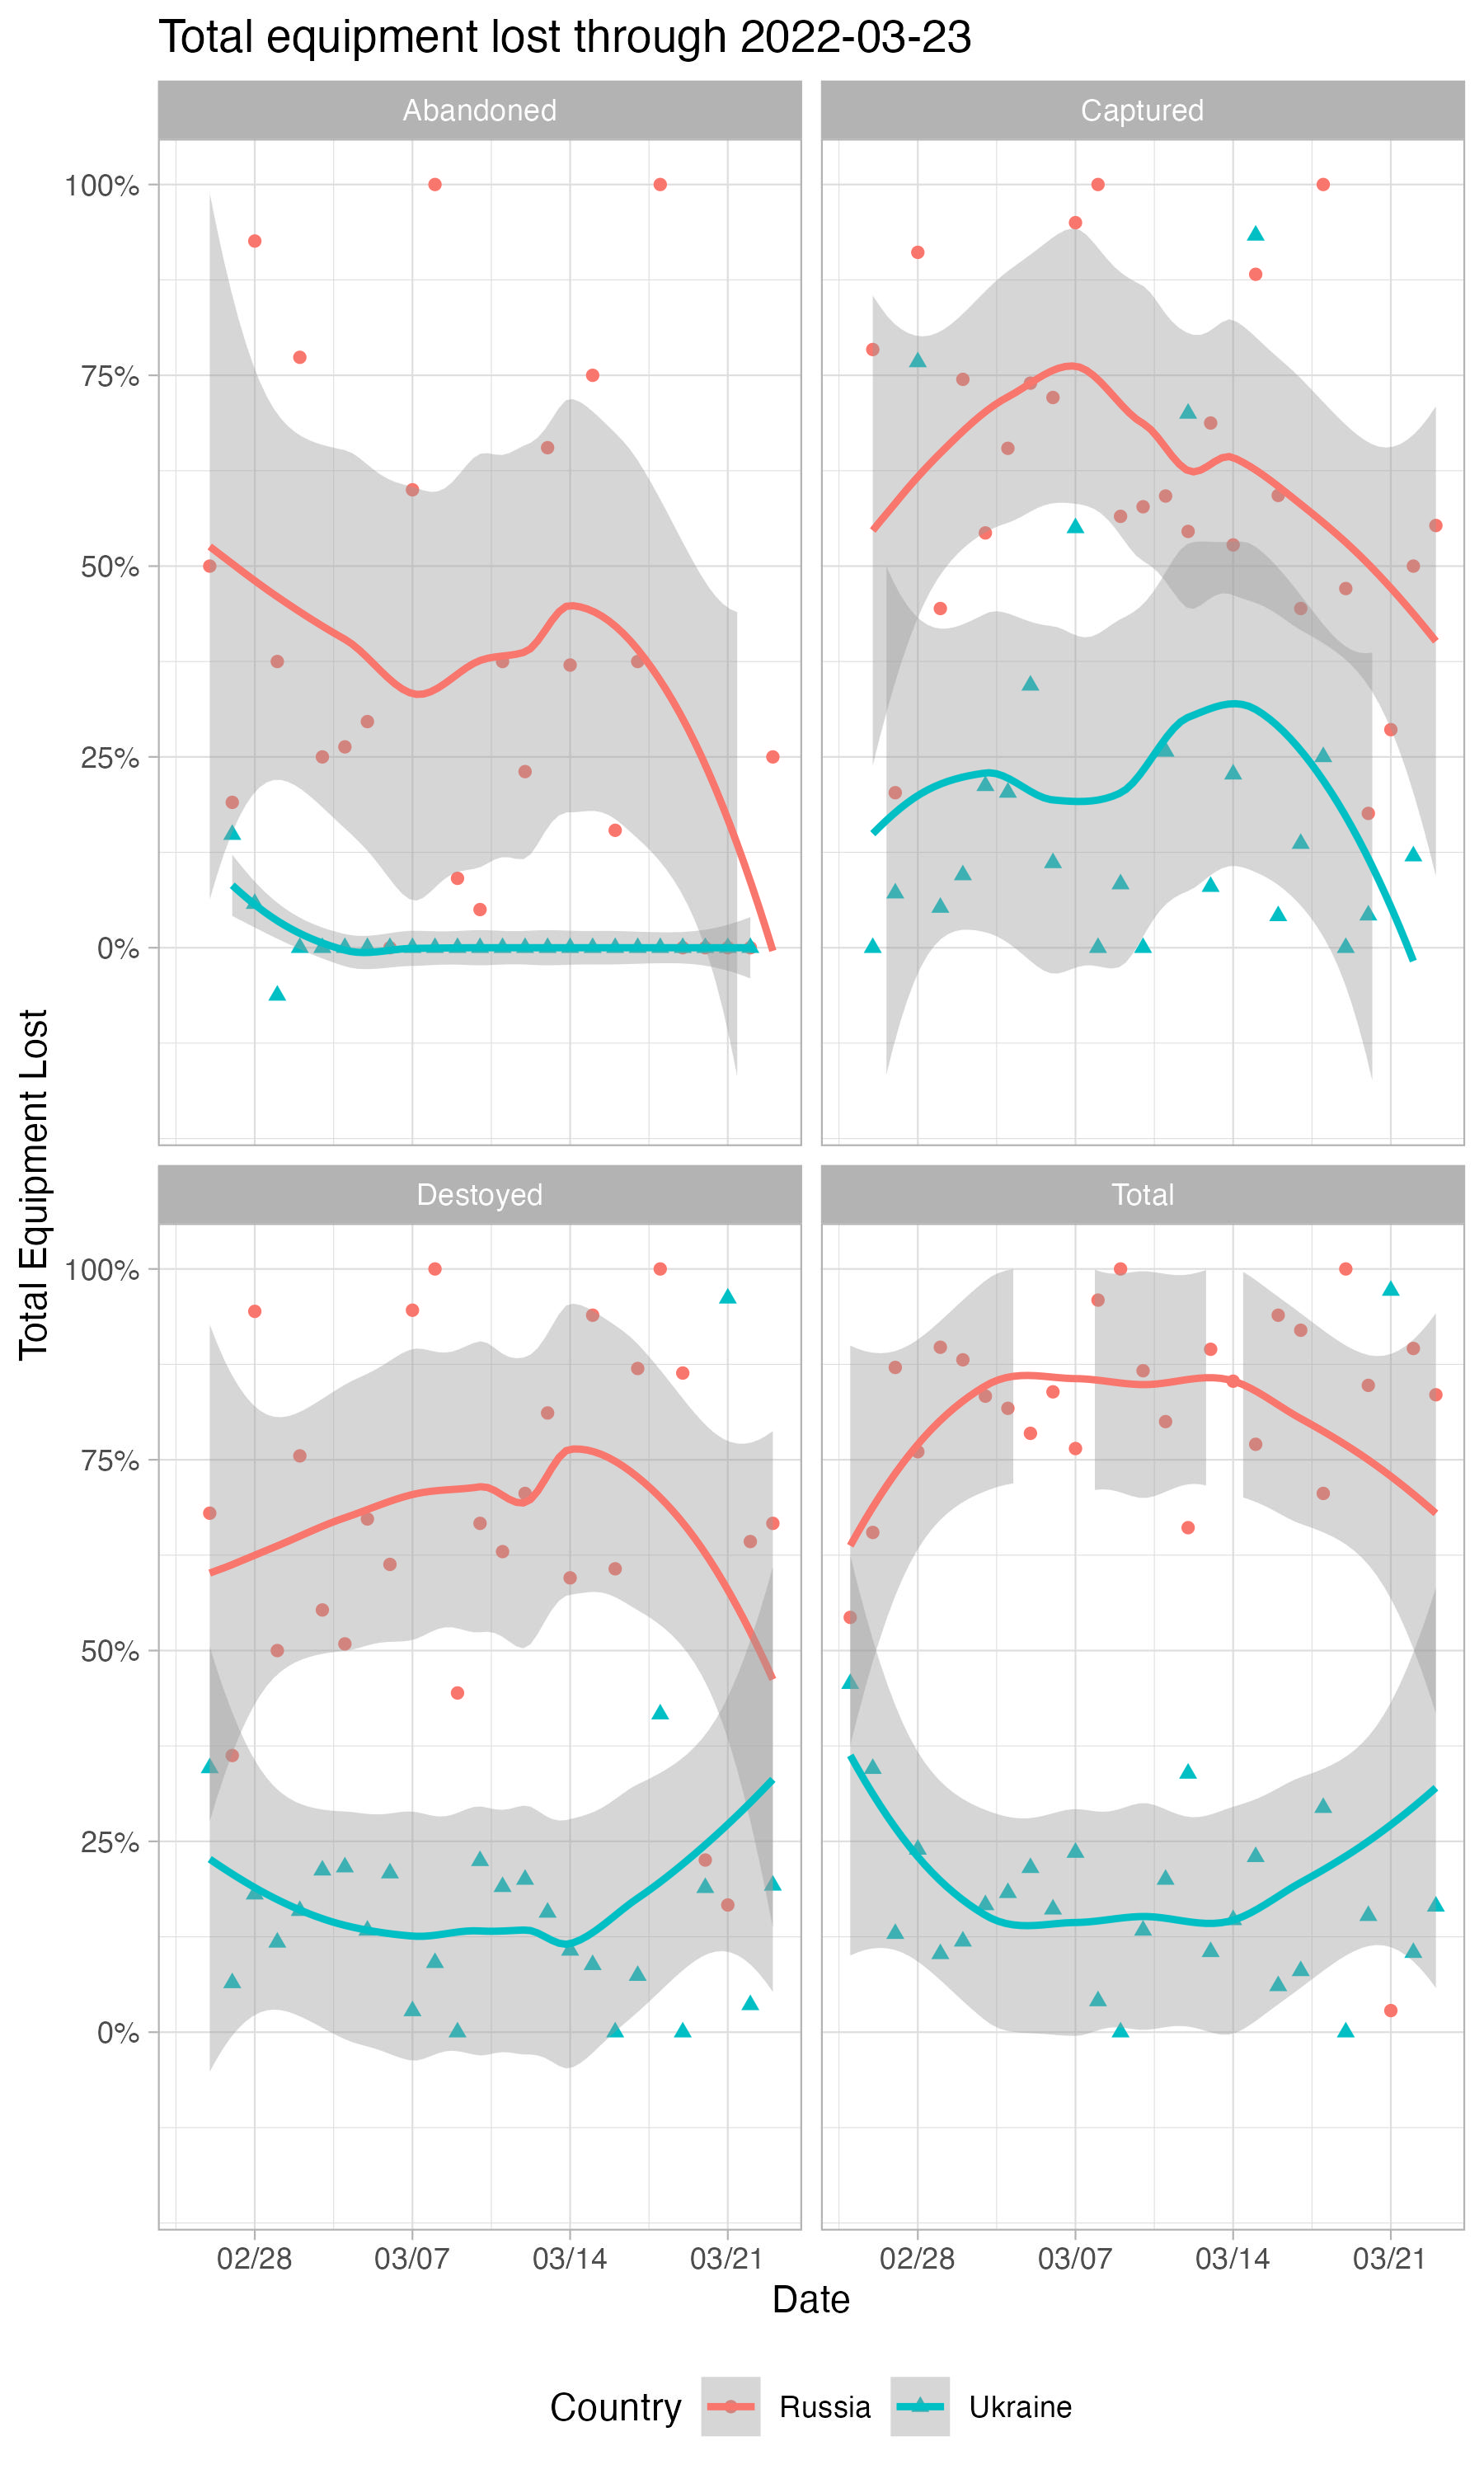 Total equipment lost through 2022-03-23
Abandoned
Captured
100%
75%
50%
25%
0%
Total Equipment Lost
Destoyed
Total
100%
75%
50%
25%
0%
02/28 03/07 03/14 03/21
02/28 03/07 03/14 03/21
Date
Country Russia Ukraine